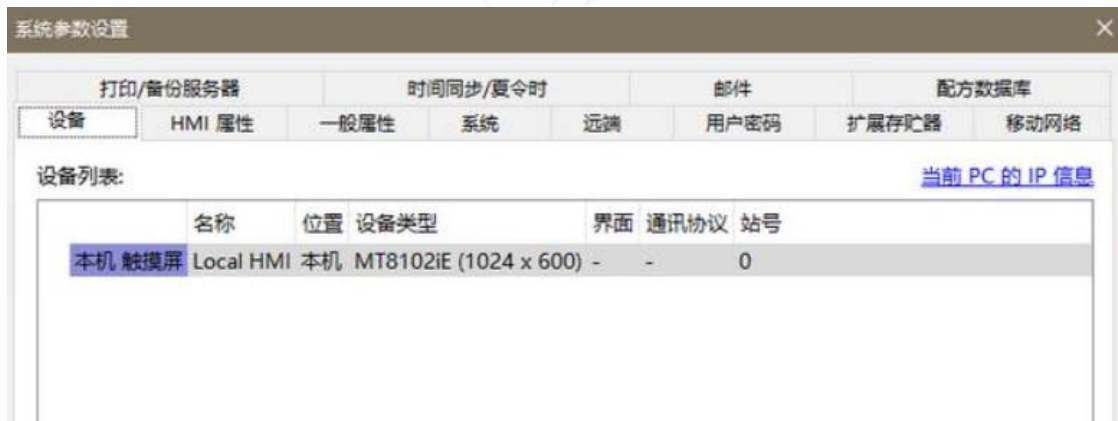 系统参数设置
打印/备份服务器 时间同步/夏令时 邮件 配方数据库
设备 HMI 属性 一般属性 系统 远端 用户密码 扩展存贮器 移动网络
设备列表: 当前 PC 的 IP 信息
名称 位置 设备类型 界面 通讯协议 站号
本机 触摸屏 Local HMI 本机 MT8102iE (1024 x 600) - - 0